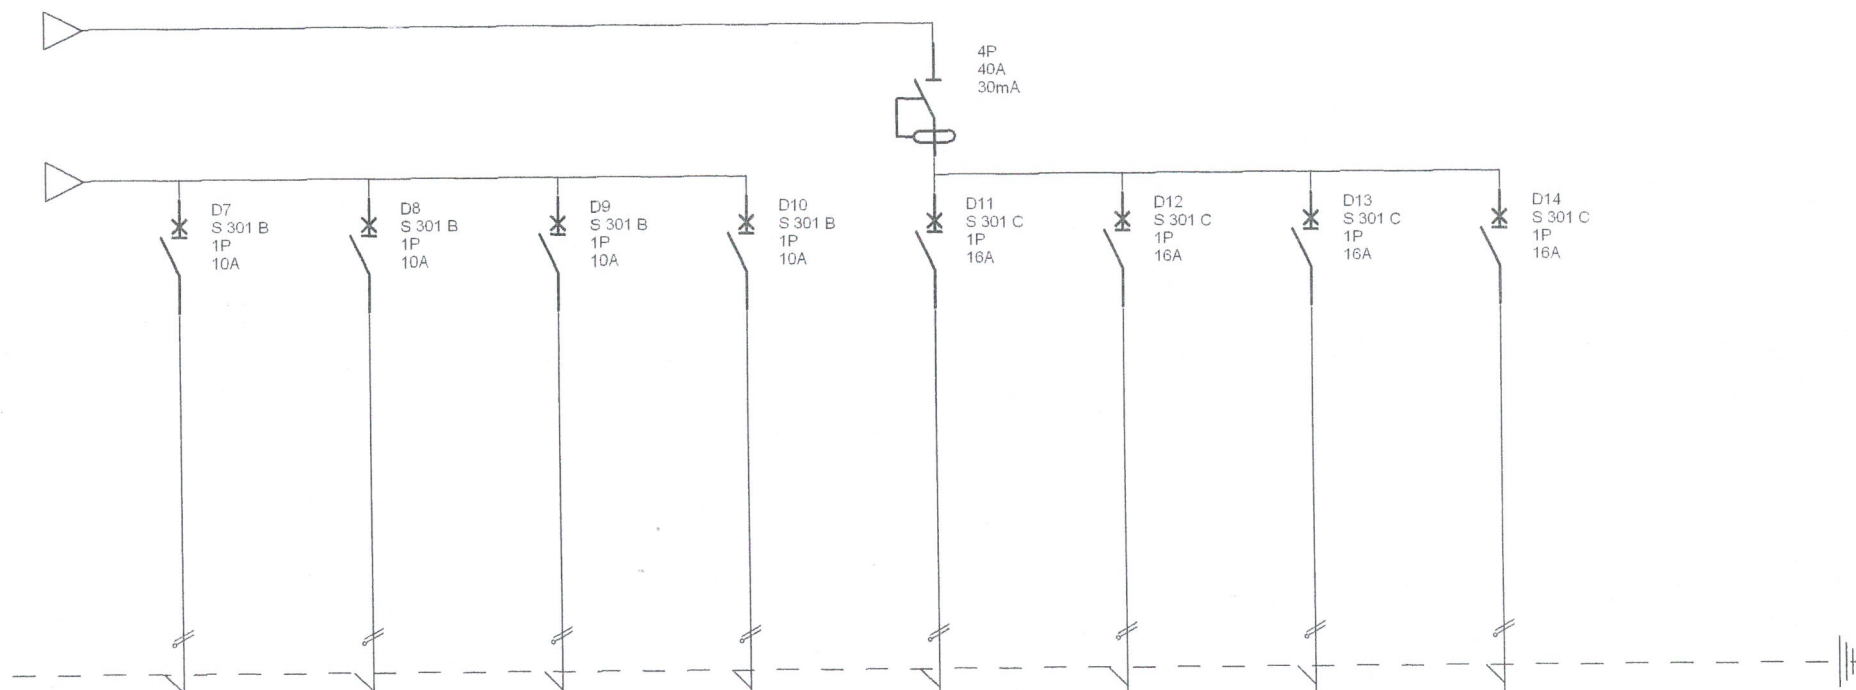 4P
40A
30mA
D7
S 301 B
1P
10A
D8
S 301 B
1P
10A
D9
S 301 B
1P
10A
D10
S 301 B
1P
10A
D11
S 301 C
1P
16A
D12
S 301 C
1P
16A
D13
S 301 C
1P
16A
D14
S 301 C
1P
16A